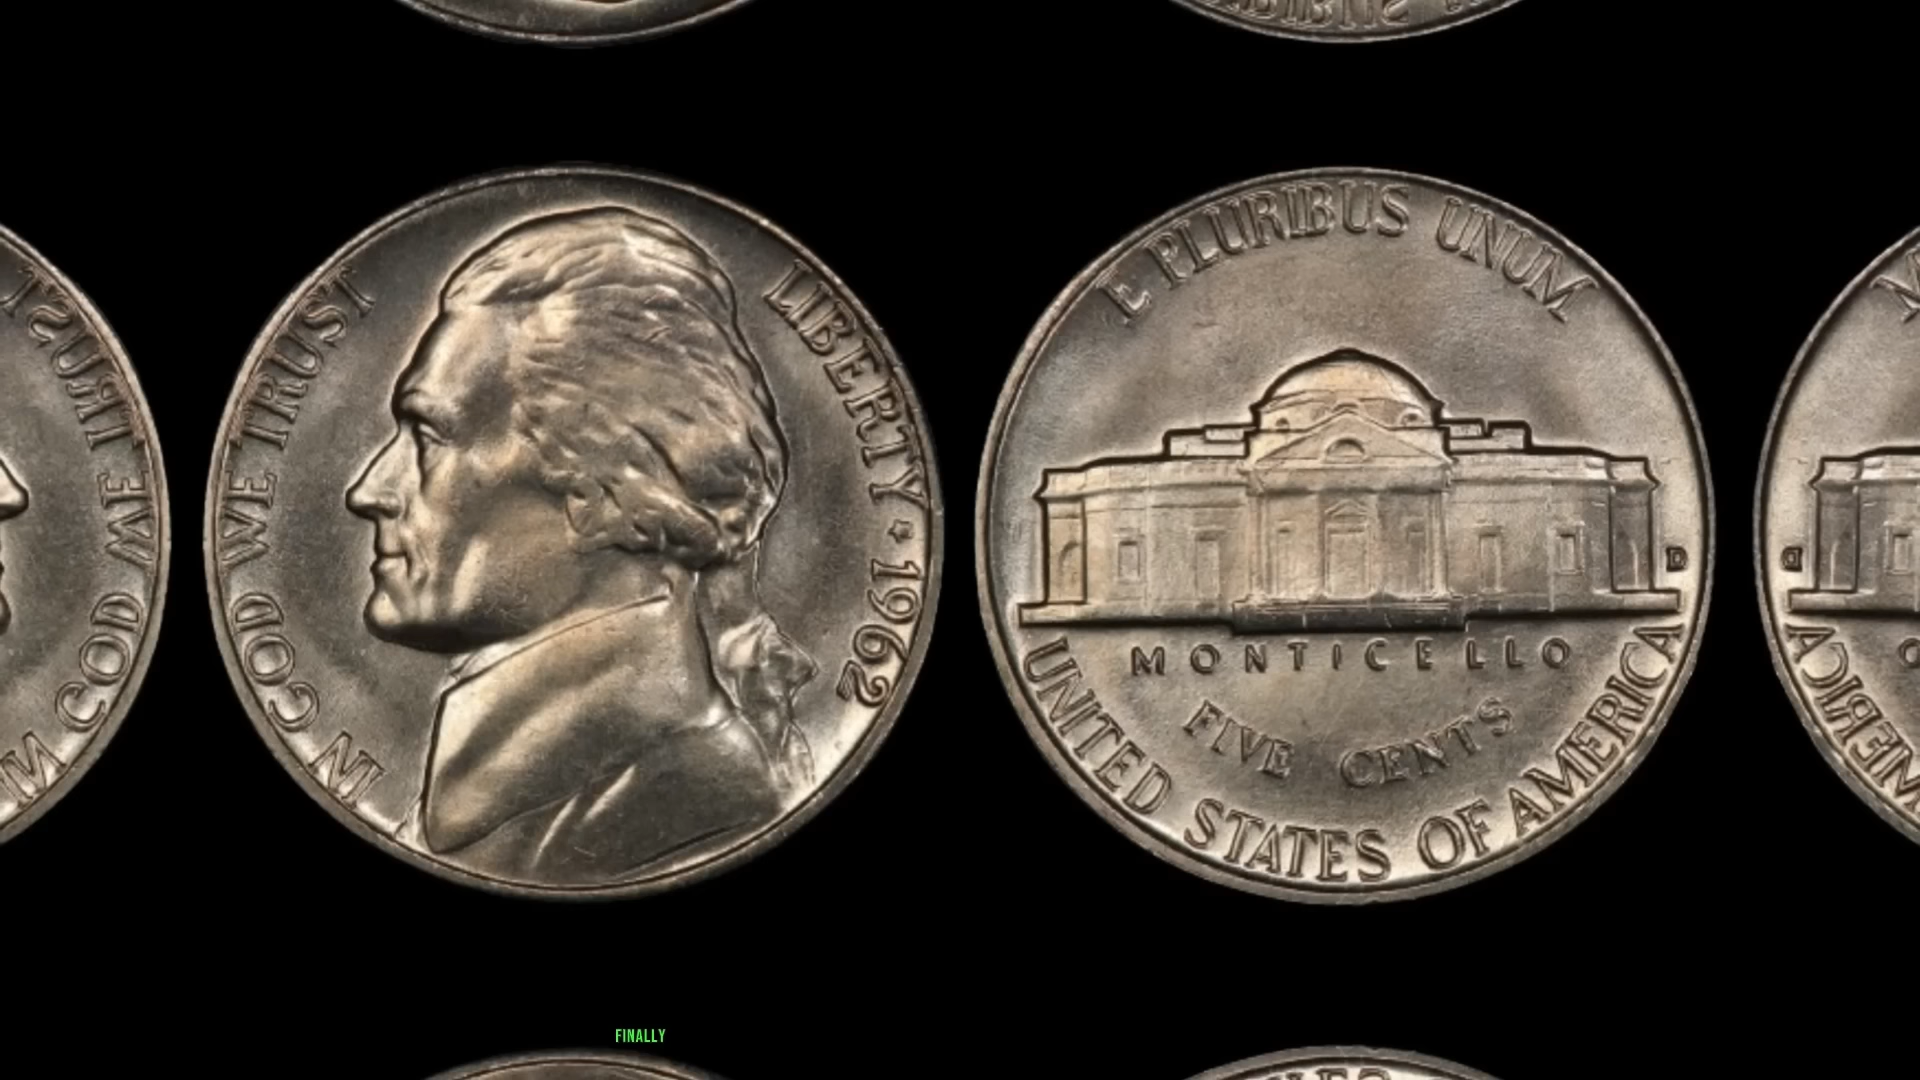 IN GOD WE TRUST
LIBERTY ★ 1962
E PLURIBUS UNUM
D
MONTICELLO
FIVE CENTS
UNITED STATES OF AMERICA
FINALLY